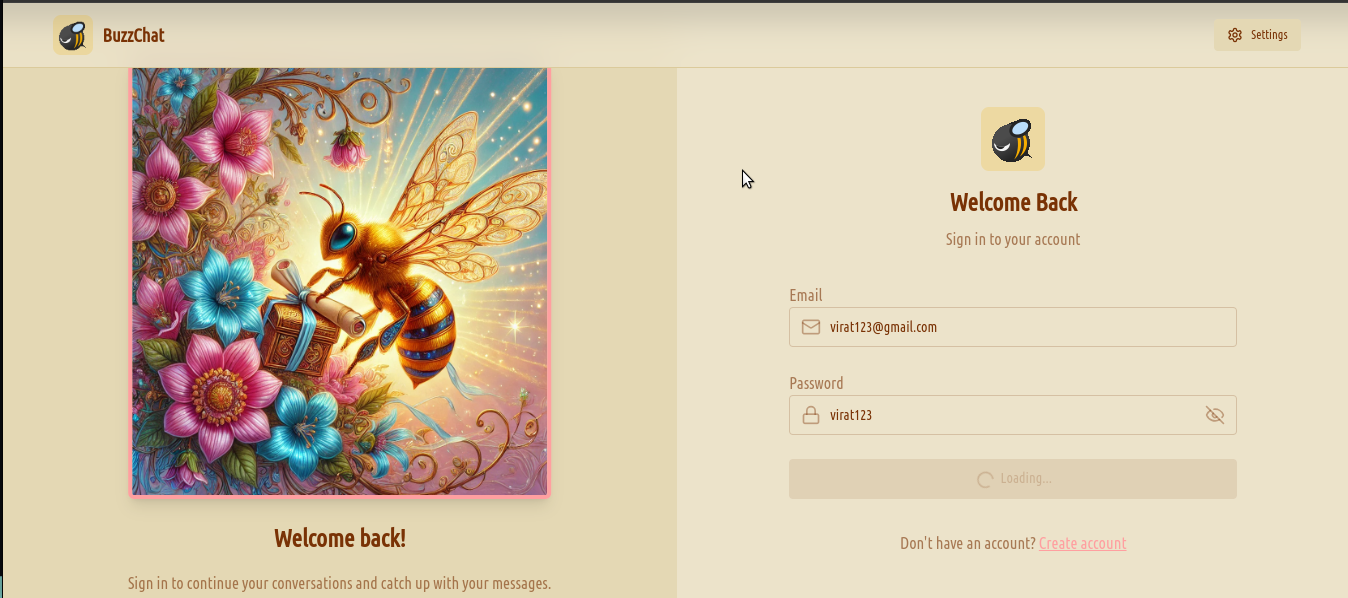 BuzzChat
Settings
Welcome back!
Sign in to continue your conversations and catch up with your messages.
Welcome Back
Sign in to your account
Email
virat123@gmail.com
Password
virat123
Loading...
Don't have an account? Create account